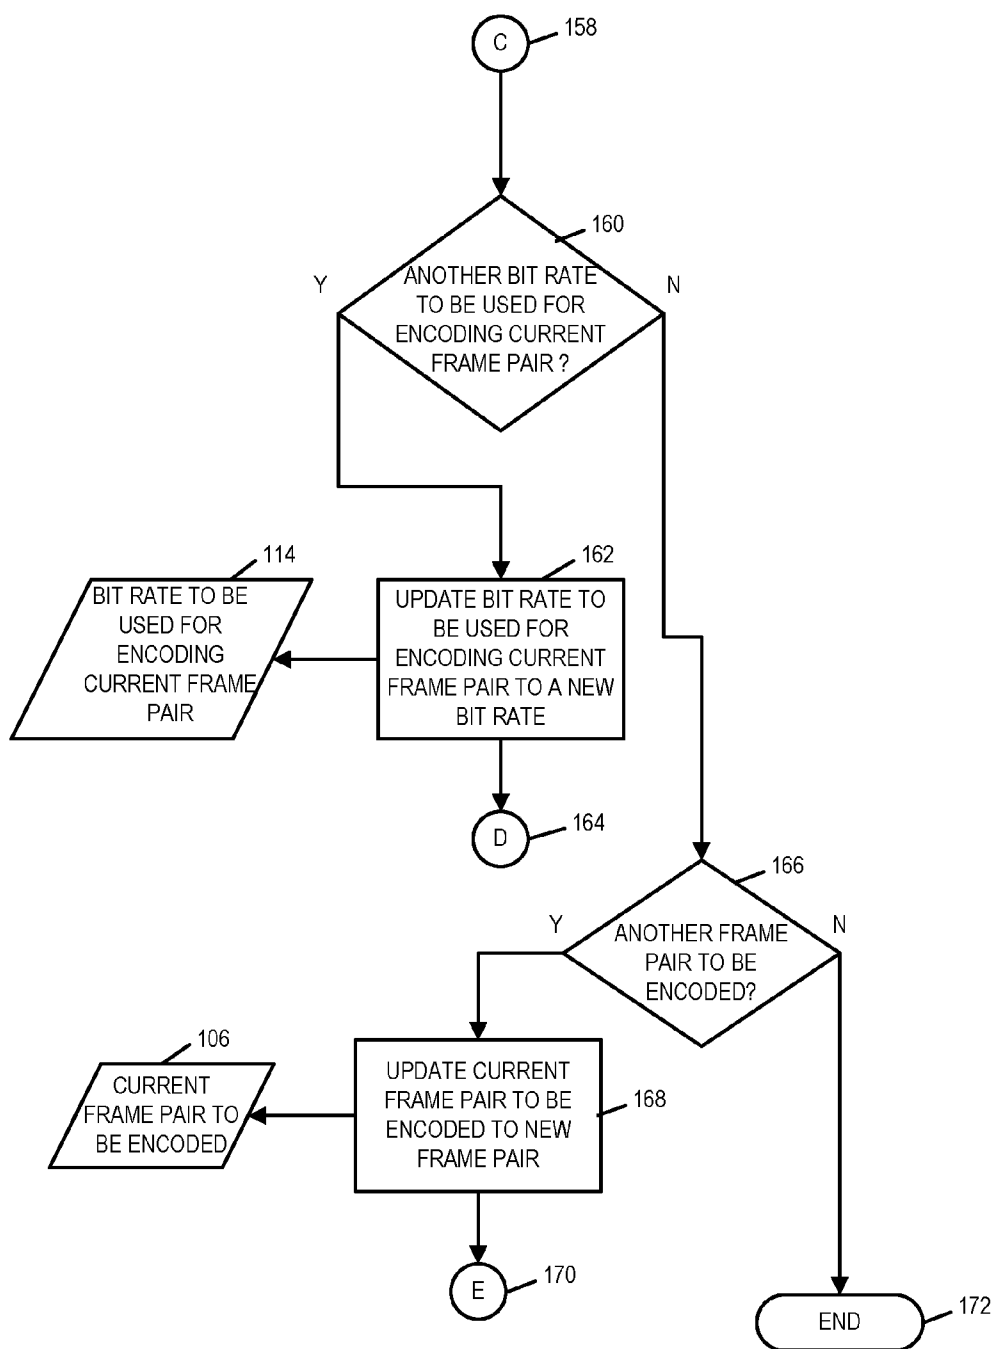 C
158
160
Y
N
ANOTHER BIT RATE
TO BE USED FOR
ENCODING CURRENT
FRAME PAIR ?
114
162
BIT RATE TO BE
USED FOR
ENCODING
CURRENT FRAME
PAIR
UPDATE BIT RATE TO
BE USED FOR
ENCODING CURRENT
FRAME PAIR TO A NEW
BIT RATE
D
164
166
Y
N
ANOTHER FRAME
PAIR TO BE
ENCODED?
106
CURRENT
FRAME PAIR TO
BE ENCODED
UPDATE CURRENT
FRAME PAIR TO BE
ENCODED TO NEW
FRAME PAIR
168
E
170
END
172